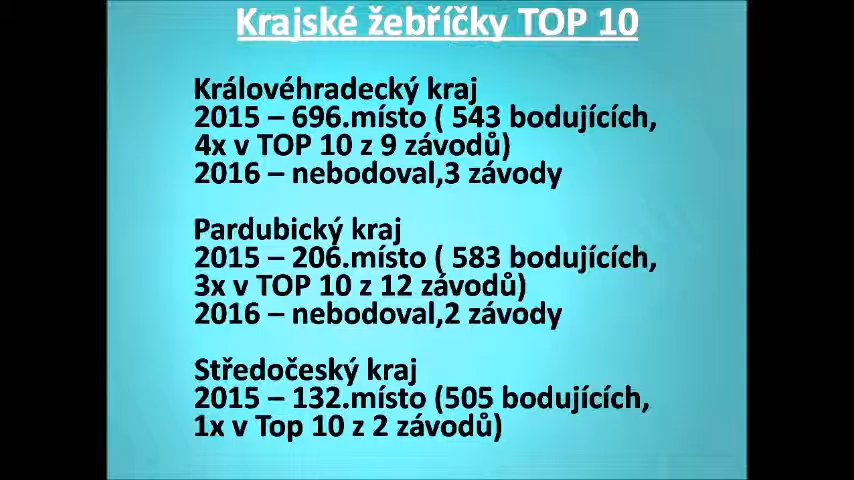 Krajské žebříčky TOP 10
Královéhradecký kraj
2015 – 696.místo ( 543 bodujících,
4x v TOP 10 z 9 závodů)
2016 – nebodoval,3 závody
Pardubický kraj
2015 – 206.místo ( 583 bodujících,
3x v TOP 10 z 12 závodů)
2016 – nebodoval,2 závody
Středočeský kraj
2015 – 132.místo (505 bodujících,
1x v Top 10 z 2 závodů)